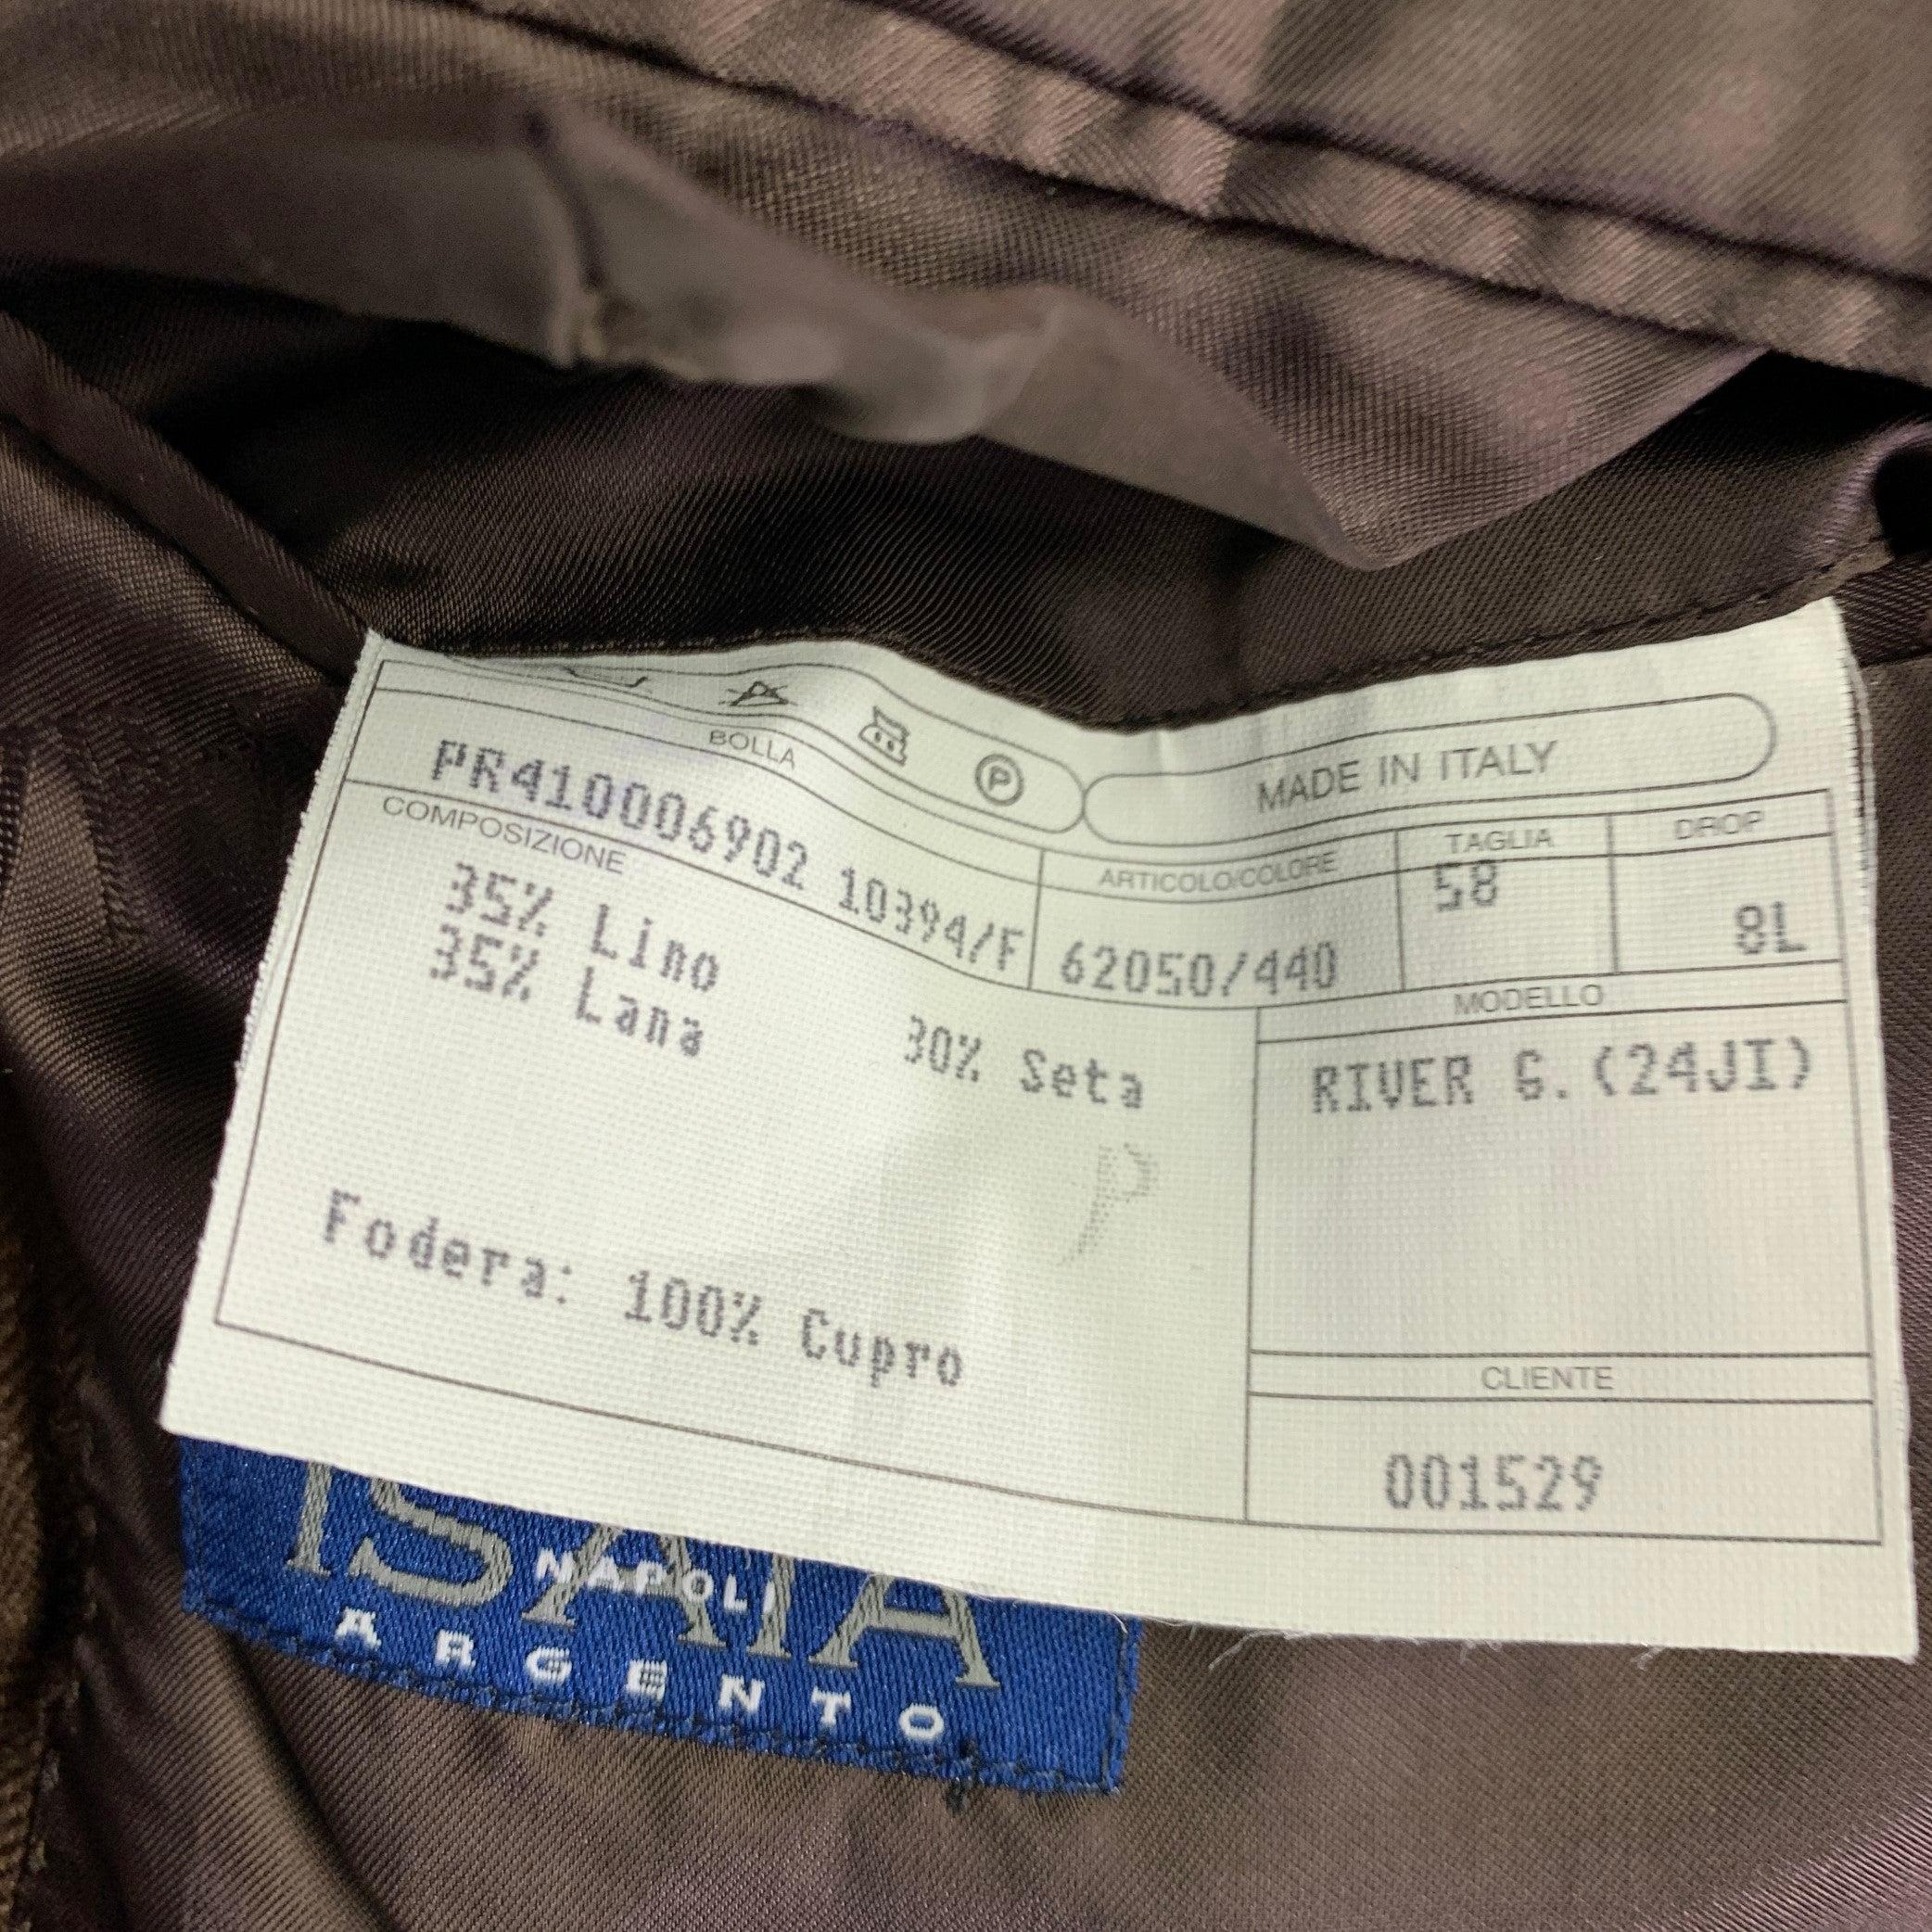 MADE IN ITALY
BOLLA
PR410006902 10394/F
ARTICOLO/COLORE
62050/440
TAGLIA
58
DROP
8L
COMPOSIZIONE
35% Lino
35% Lana 30% Seta
Fodera: 100% Cupro
MODELLO
RIVER G.(24JI)
CLIENTE
001529
P
P
ISAIA
NAPOLI
ARGENTO